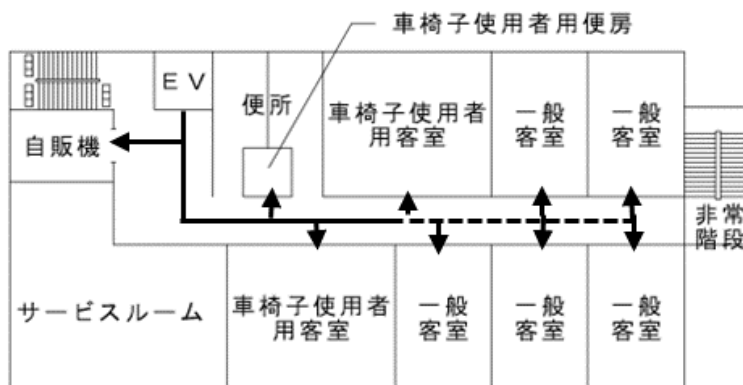 車椅子使用者用便房
EV
便所
自販機
車椅子使用者
用客室
一般
客室
一般
客室
非常
階段
サービスルーム
車椅子使用者
用客室
一般
客室
一般
客室
一般
客室